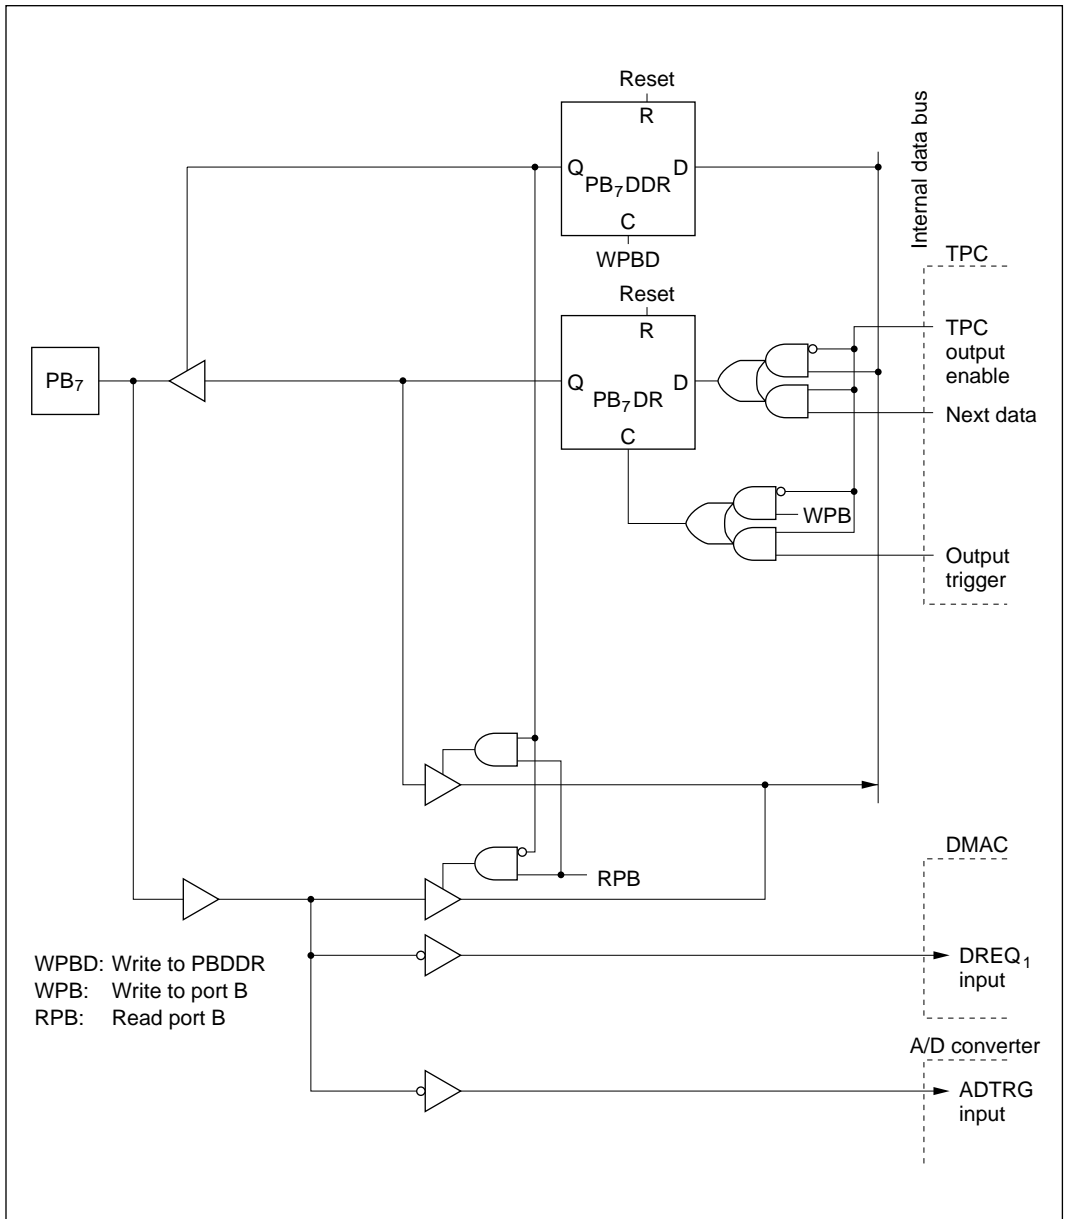 Reset
R
Q
D
PB7DDR
C
WPBD
Internal data bus
TPC
Reset
R
TPC
output
enable
PB7
Q
D
PB7DR
Next data
C
WPB
Output
trigger
DMAC
RPB
WPBD: Write to PBDDR
WPB: Write to port B
RPB: Read port B
DREQ1
input
A/D converter
ADTRG
input